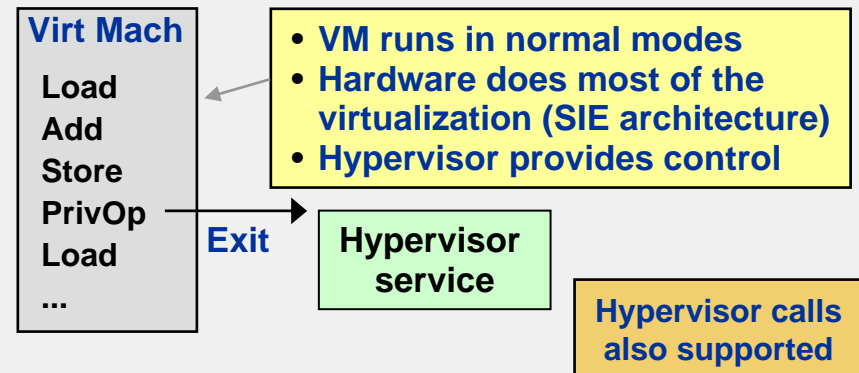 Virt Mach
Load
Add
Store
PrivOp
Load
...
• VM runs in normal modes
• Hardware does most of the
virtualization (SIE architecture)
• Hypervisor provides control
Exit
Hypervisor
service
Hypervisor calls
also supported